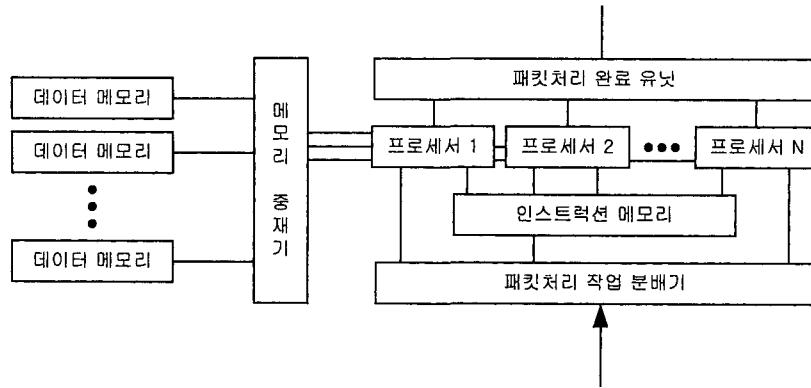 패킷처리 완료 유닛
데이터 메모리
데이터 메모리
데이터 메모리
메모리 중재기
프로세서 1
프로세서 2
프로세서 N
인스트럭션 메모리
패킷처리 작업 분배기